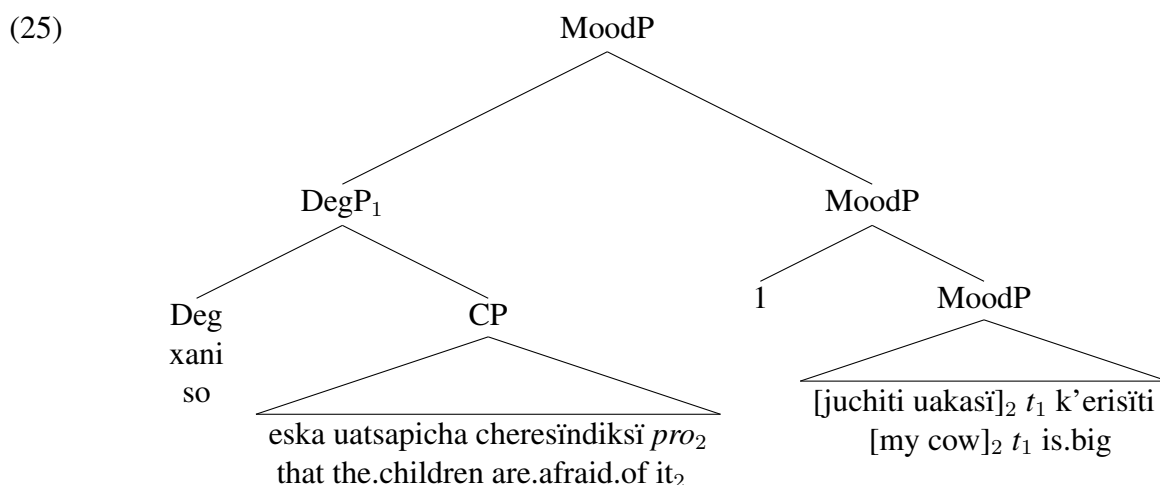 (25)
MoodP
DegP₁
MoodP
Deg
xani
so
CP
1
MoodP
eska uatsapicha cheresïndiksï pro₂
that the.children are.afraid.of it₂
[juchiti uakasï]₂ t₁ k’erisïti
[my cow]₂ t₁ is.big